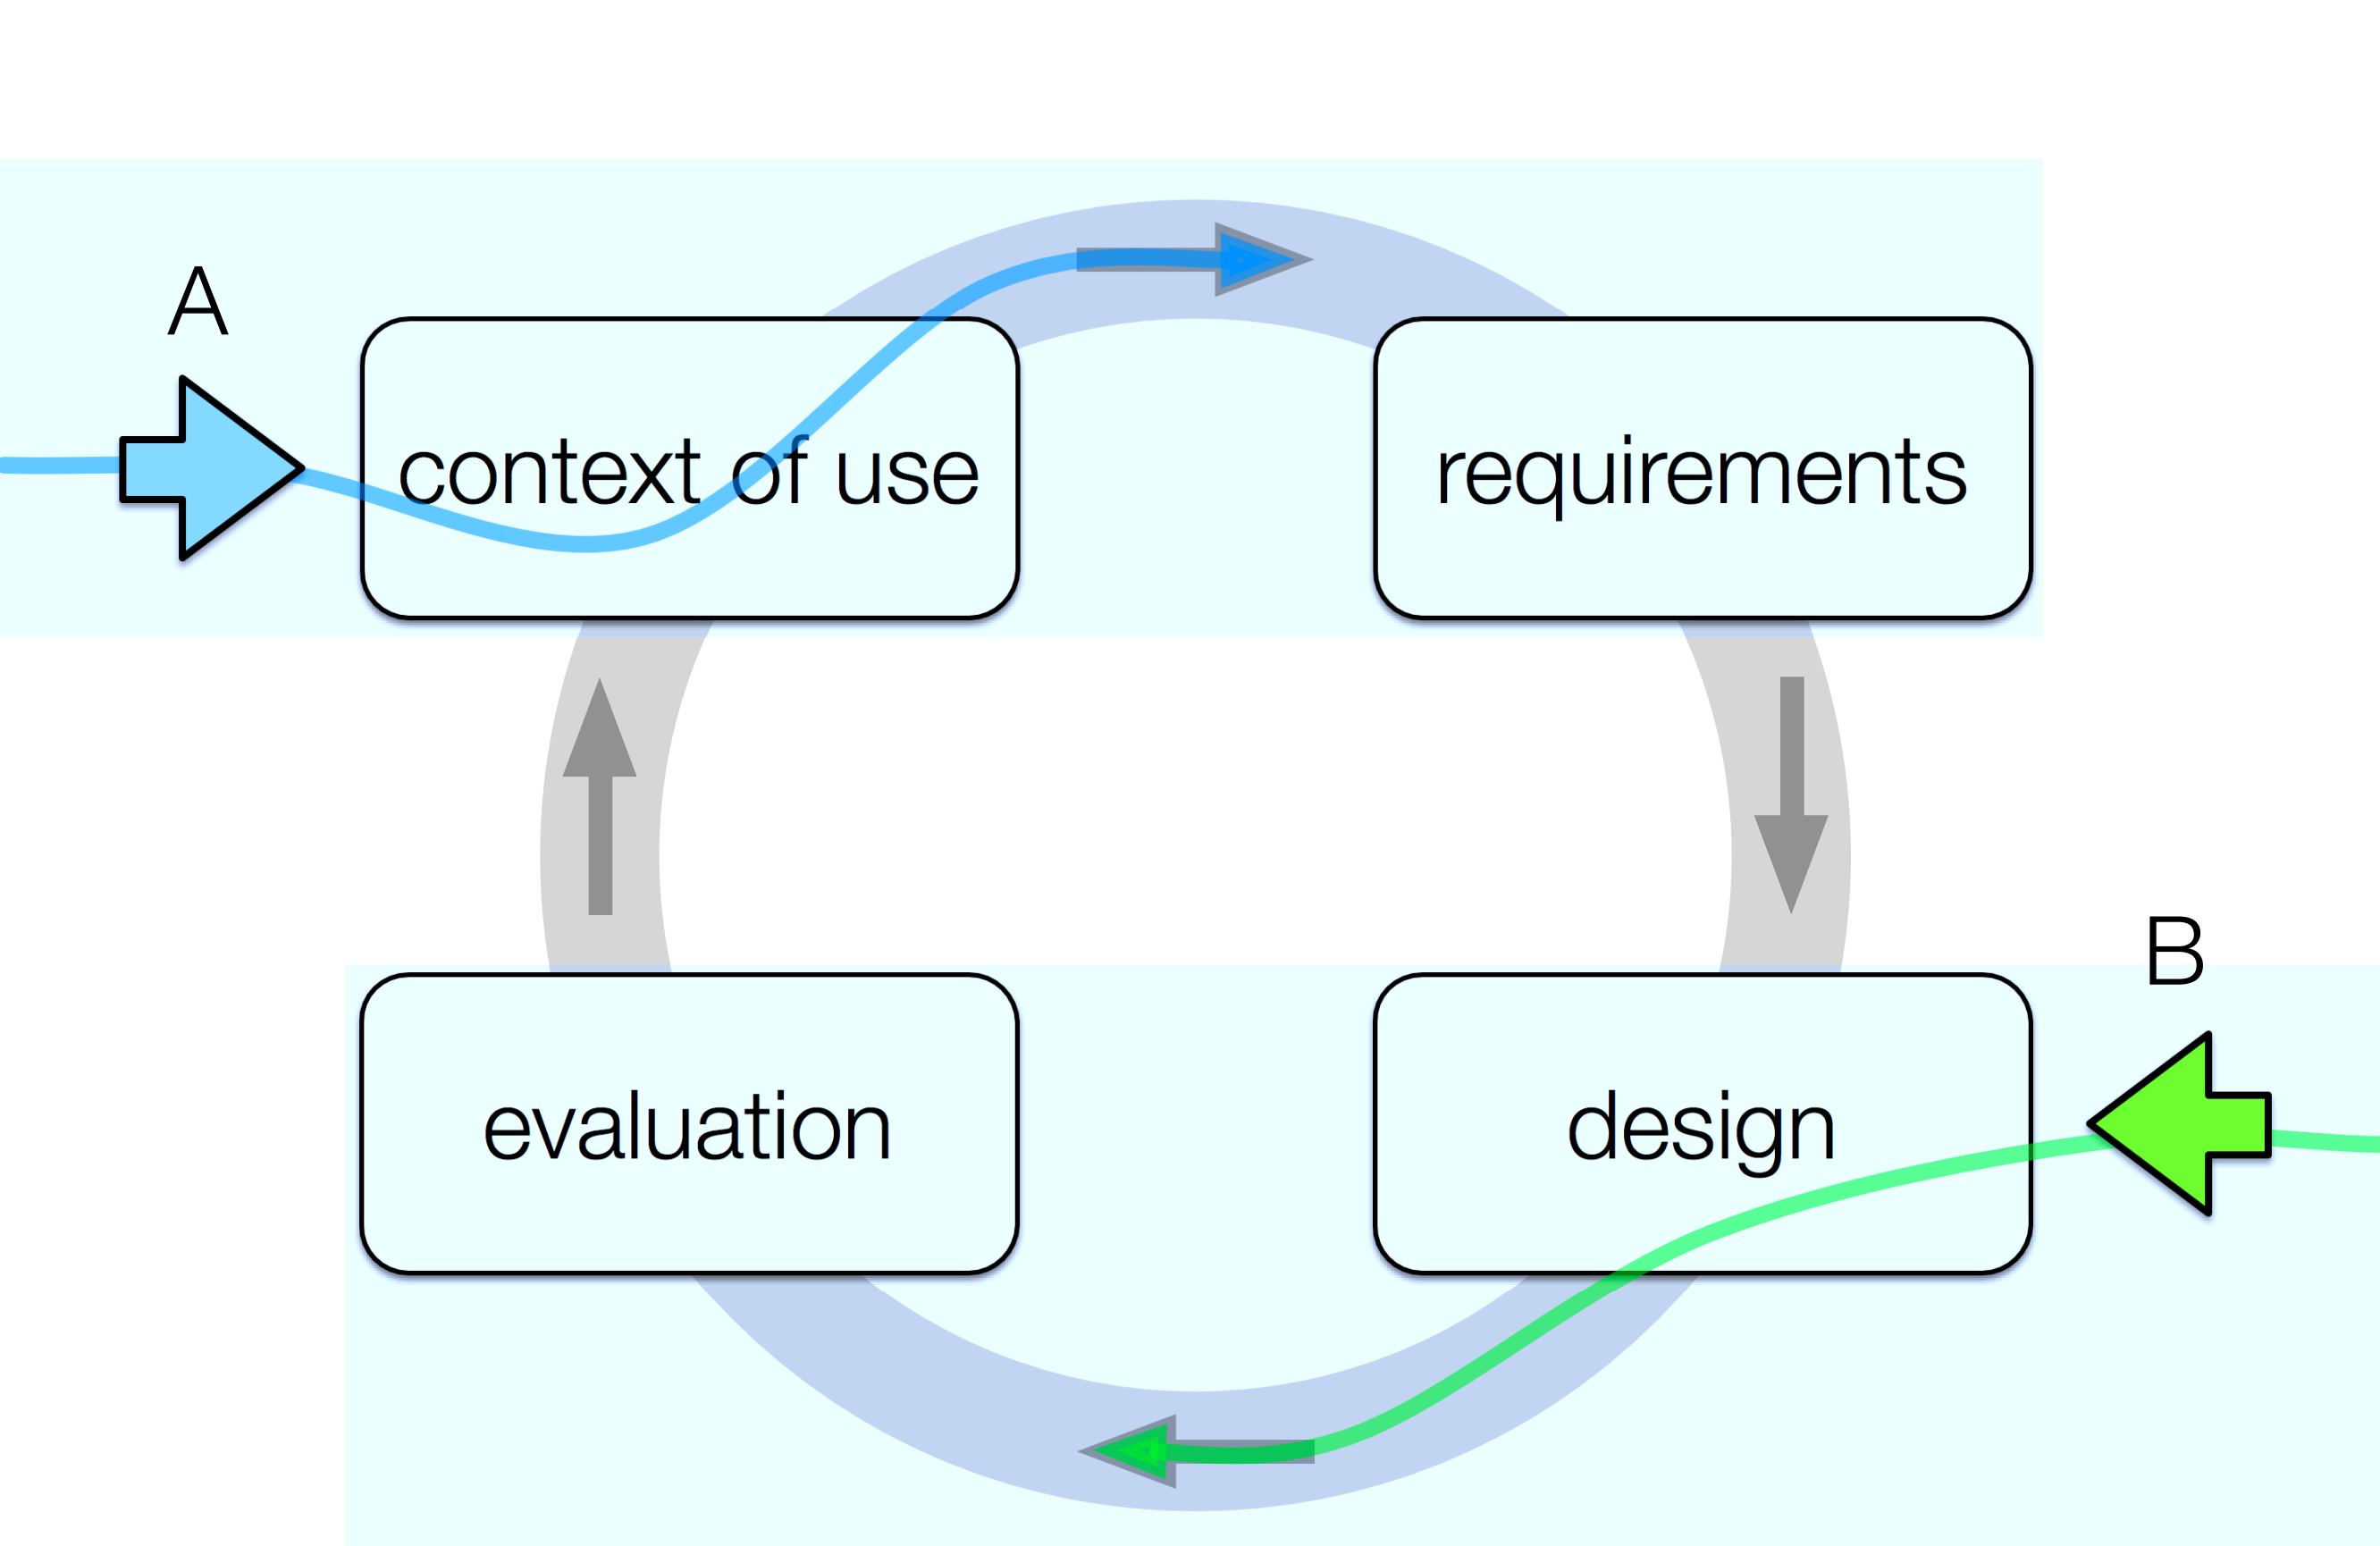 A
context of use
requirements
B
evaluation
design